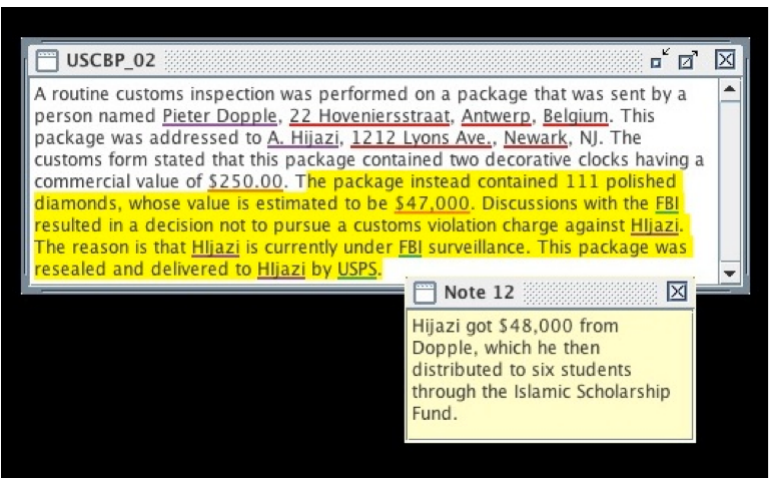 USCBP_02
A routine customs inspection was performed on a package that was sent by a
person named Pieter Dopple, 22 Hoveniersstraat, Antwerp, Belgium. This
package was addressed to A. Hijazi, 1212 Lyons Ave., Newark, NJ. The
customs form stated that this package contained two decorative clocks having a
commercial value of $250.00. The package instead contained 111 polished
diamonds, whose value is estimated to be $47,000. Discussions with the FBI
resulted in a decision not to pursue a customs violation charge against HIjazi.
The reason is that HIjazi is currently under FBI surveillance. This package was
resealed and delivered to HIjazi by USPS.
Note 12
Hijazi got $48,000 from
Dopple, which he then
distributed to six students
through the Islamic Scholarship
Fund.